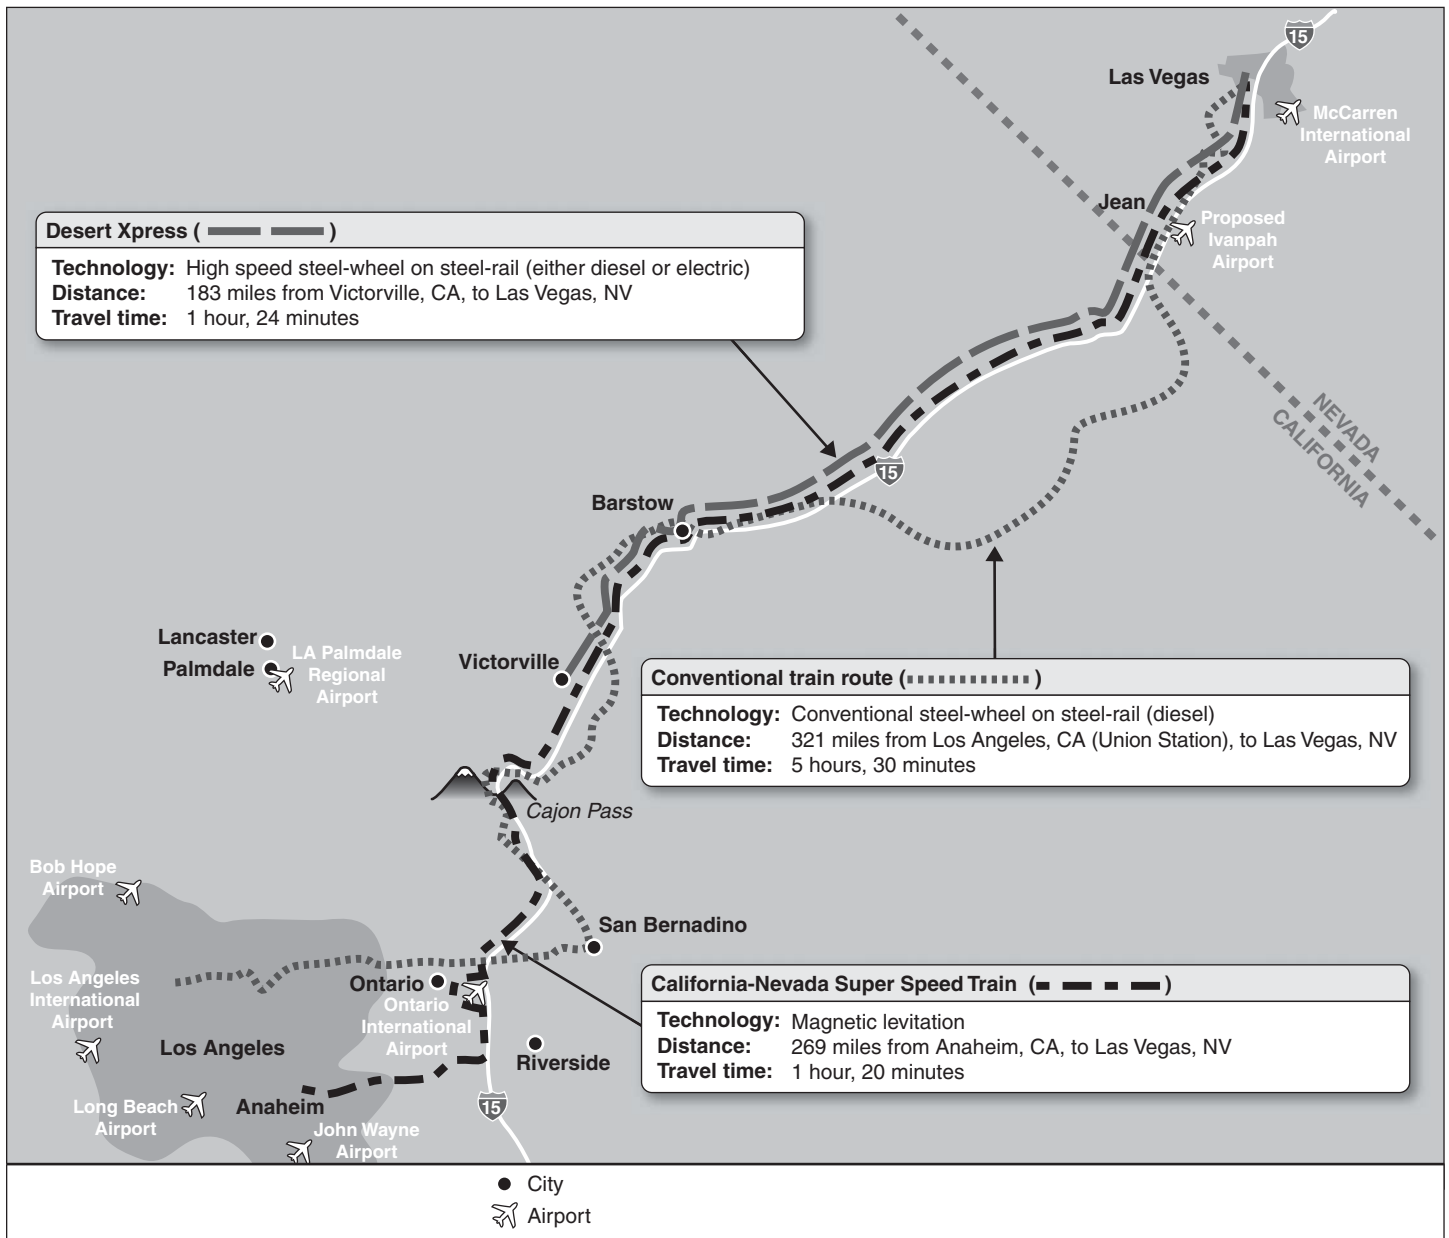 15
Las Vegas
McCarren
International
Airport
Jean
Proposed
Ivanpah
Airport
Desert Xpress ( )
Technology: High speed steel-wheel on steel-rail (either diesel or electric)
Distance: 183 miles from Victorville, CA, to Las Vegas, NV
Travel time: 1 hour, 24 minutes
NEVADA
CALIFORNIA
15
Barstow
Lancaster
Palmdale
LA Palmdale
Regional
Airport
Victorville
Conventional train route ( )
Technology: Conventional steel-wheel on steel-rail (diesel)
Distance: 321 miles from Los Angeles, CA (Union Station), to Las Vegas, NV
Travel time: 5 hours, 30 minutes
Cajon Pass
Bob Hope
Airport
San Bernadino
Los Angeles
International
Airport
Ontario
Ontario
International
Airport
California-Nevada Super Speed Train ( )
Technology: Magnetic levitation
Distance: 269 miles from Anaheim, CA, to Las Vegas, NV
Travel time: 1 hour, 20 minutes
Los Angeles
Riverside
Long Beach
Airport
Anaheim
15
John Wayne
Airport
City
Airport